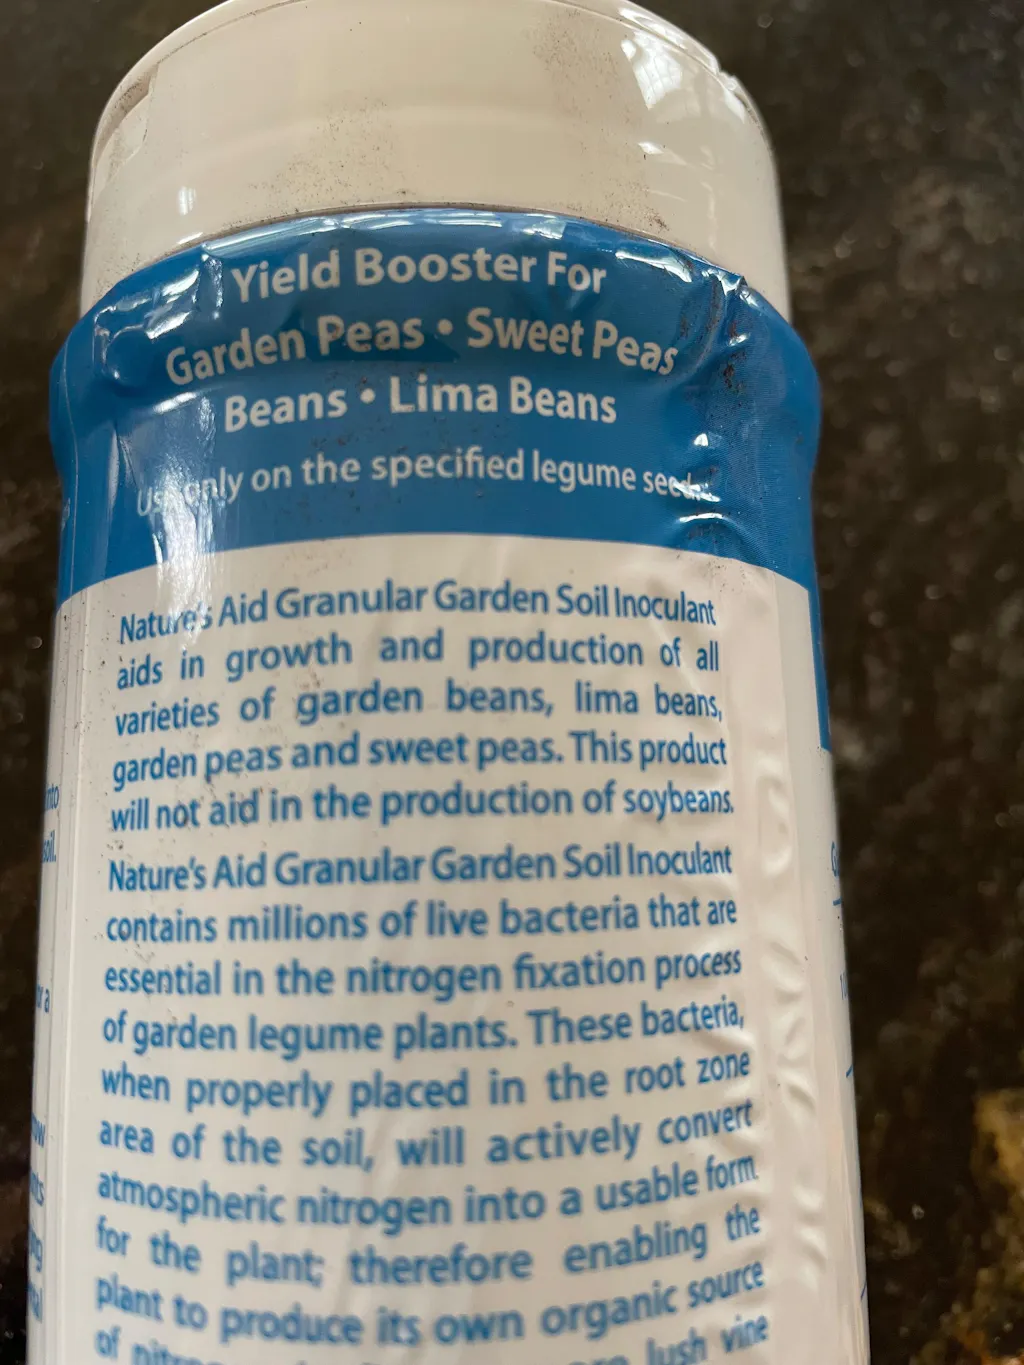 Yield Booster For
Garden Peas • Sweet Peas
Beans • Lima Beans
Use only on the specified legume seed.
Nature's Aid Granular Garden Soil Inoculant
aids in growth and production of all
varieties of garden beans, lima beans,
garden peas and sweet peas. This product
will not aid in the production of soybeans.
Nature's Aid Granular Garden Soil Inoculant
contains millions of live bacteria that are
essential in the nitrogen fixation process
of garden legume plants. These bacteria,
when properly placed in the root zone
area of the soil, will actively convert
atmospheric nitrogen into a usable form
for the plant; therefore enabling the
plant to produce its own organic source
of lush vine